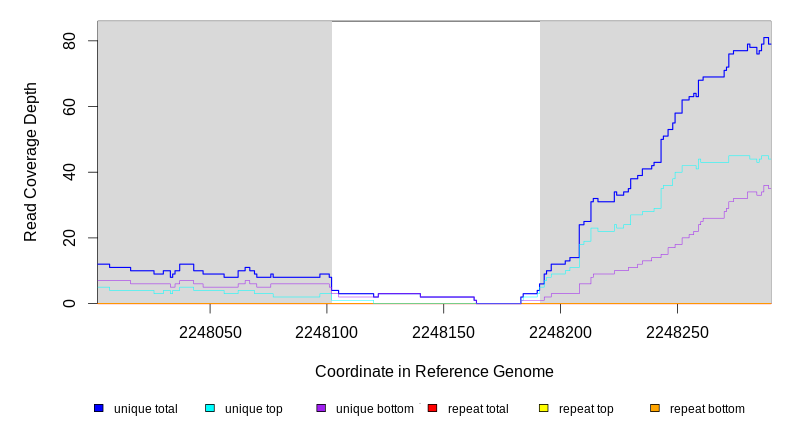 Read Coverage Depth
80
60
40
20
0
2248050 2248100 2248150 2248200 2248250
Coordinate in Reference Genome
unique total unique top unique bottom repeat total repeat top repeat bottom